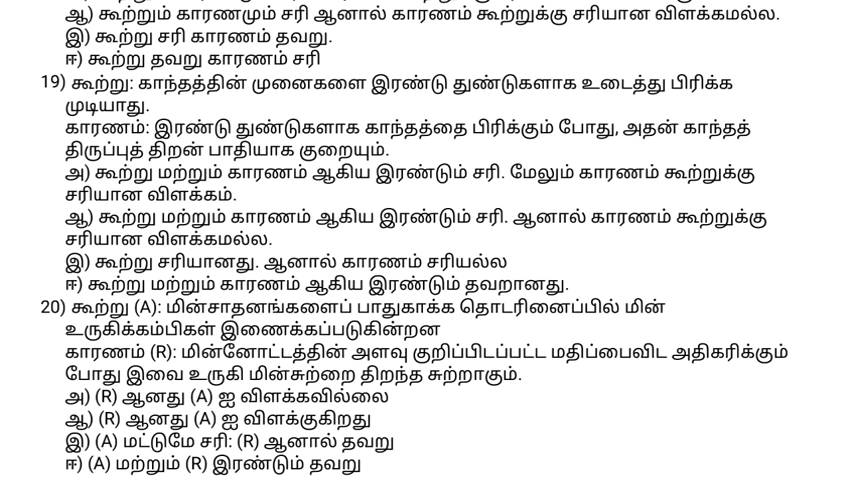 ஆ) கூற்றும் காரணமும் சரி ஆனால் காரணம் கூற்றுக்கு சரியான விளக்கமல்ல.
இ) கூற்று சரி காரணம் தவறு.
ஈ) கூற்று தவறு காரணம் சரி
19) கூற்று: காந்தத்தின் முனைகளை இரண்டு துண்டுகளாக உடைத்து பிரிக்க
முடியாது.
காரணம்: இரண்டு துண்டுகளாக காந்தத்தை பிரிக்கும் போது, அதன் காந்தத்
திருப்புத் திறன் பாதியாக குறையும்.
அ) கூற்று மற்றும் காரணம் ஆகிய இரண்டும் சரி. மேலும் காரணம் கூற்றுக்கு
சரியான விளக்கம்.
ஆ) கூற்று மற்றும் காரணம் ஆகிய இரண்டும் சரி. ஆனால் காரணம் கூற்றுக்கு
சரியான விளக்கமல்ல.
இ) கூற்று சரியானது. ஆனால் காரணம் சரியல்ல
ஈ) கூற்று மற்றும் காரணம் ஆகிய இரண்டும் தவறானது.
20) கூற்று (A): மின்சாதனங்களைப் பாதுகாக்க தொடரினைப்பில் மின்
உருகிக்கம்பிகள் இணைக்கப்படுகின்றன
காரணம் (R): மின்னோட்டத்தின் அளவு குறிப்பிடப்பட்ட மதிப்பைவிட அதிகரிக்கும்
போது இவை உருகி மின்சுற்றை திறந்த சுற்றாகும்.
அ) (R) ஆனது (A) ஐ விளக்கவில்லை
ஆ) (R) ஆனது (A) ஐ விளக்குகிறது
இ) (A) மட்டுமே சரி: (R) ஆனால் தவறு
ஈ) (A) மற்றும் (R) இரண்டும் தவறு